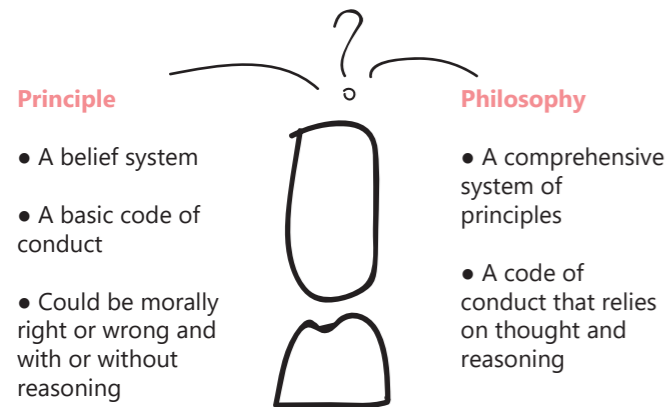 ?
Principle
● A belief system
● A basic code of
conduct
● Could be morally
right or wrong and
with or without
reasoning
Philosophy
● A comprehensive
system of
principles
● A code of
conduct that relies
on thought and
reasoning